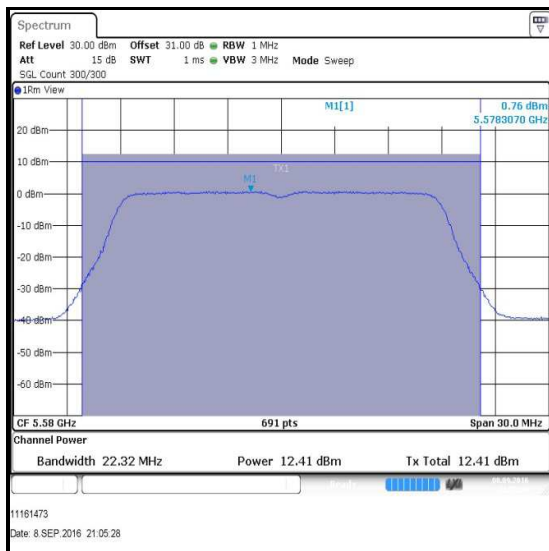 Spectrum
Ref Level 30.00 dBm Offset 31.00 dB RBW 1 MHz
Att 15 dB SWT 1 ms VBW 3 MHz Mode Sweep
SGL Count 300/300
1Rm View
M1[1] 0.76 dBm
5.5783070 GHz
20 dBm
10 dBm
TX1
M1
0 dBm
-10 dBm
-20 dBm
-30 dBm
-40 dBm
-50 dBm
-60 dBm
CF 5.58 GHz 691 pts Span 30.0 MHz
Channel Power
Bandwidth 22.32 MHz Power 12.41 dBm Tx Total 12.41 dBm
11161473
Date: 8.SEP.2016 21:05:28